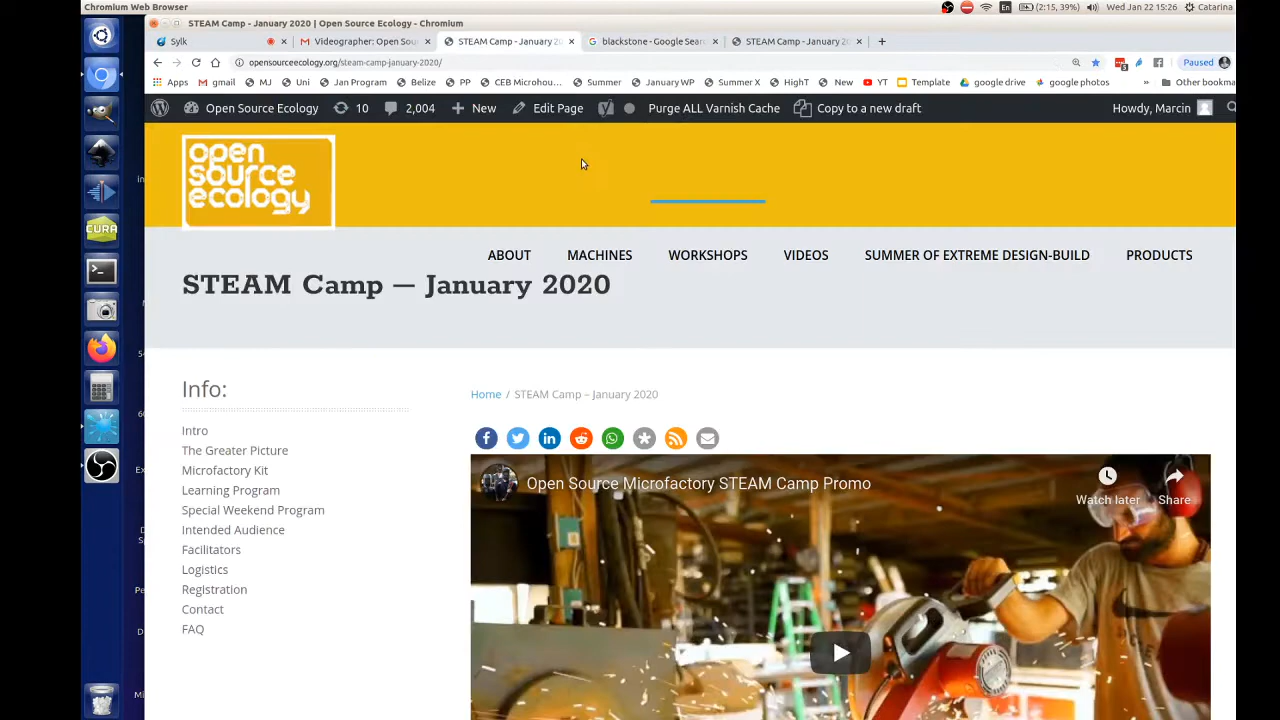 Chromium Web Browser
En
(2:15, 39%)
Wed Jan 22 15:26
Catarina
STEAM Camp - January 2020 | Open Source Ecology - Chromium
Sylk
Videographer: Open Sou
STEAM Camp - January 20
blackstone - Google Sear
STEAM Camp - January 20
opensourceecology.org/steam-camp-january-2020/
Paused
Apps
gmail
MJ
Uni
Jan Program
Belize
PP
CEB Microhou...
Summer
January WP
Summer X
HighT
New
YT
Template
google drive
google photos
»
Other bookma
Open Source Ecology
10
2,004
New
Edit Page
Purge ALL Varnish Cache
Copy to a new draft
Howdy, Marcin
open
source
ecology
ABOUT
MACHINES
WORKSHOPS
VIDEOS
SUMMER OF EXTREME DESIGN-BUILD
PRODUCTS
STEAM Camp — January 2020
Info:
Home / STEAM Camp – January 2020
Intro
The Greater Picture
Microfactory Kit
Learning Program
Special Weekend Program
Intended Audience
Facilitators
Logistics
Registration
Contact
FAQ
Open Source Microfactory STEAM Camp Promo
Watch later
Share
CURA